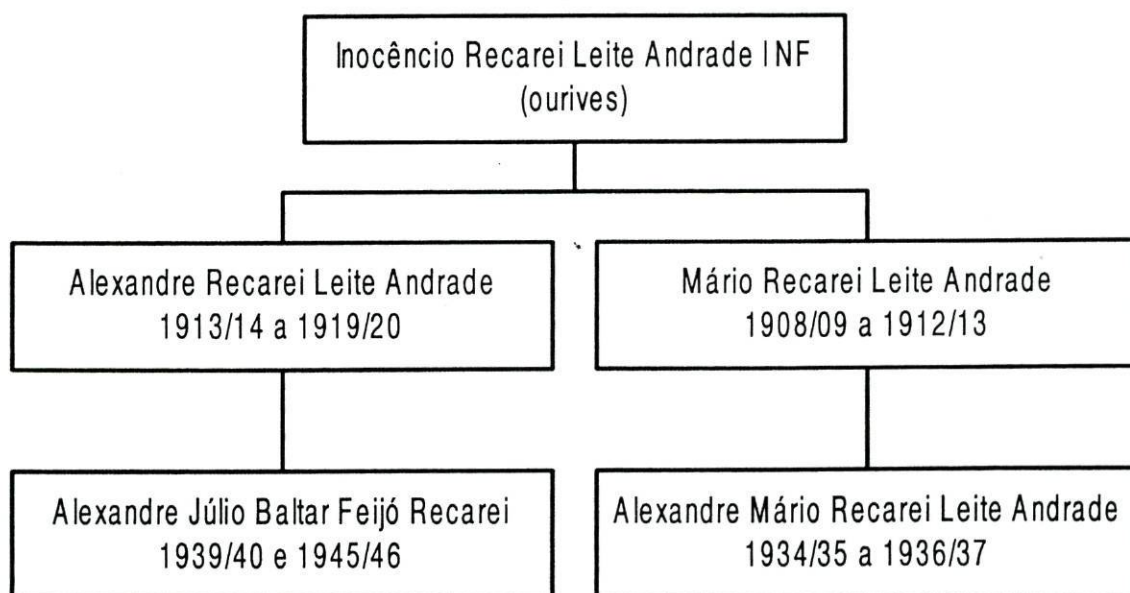 Inocêncio Recarei Leite Andrade INF
(ourives)
Alexandre Recarei Leite Andrade
1913/14 a 1919/20
Mário Recarei Leite Andrade
1908/09 a 1912/13
Alexandre Júlio Baltar Feijó Recarei
1939/40 e 1945/46
Alexandre Mário Recarei Leite Andrade
1934/35 a 1936/37